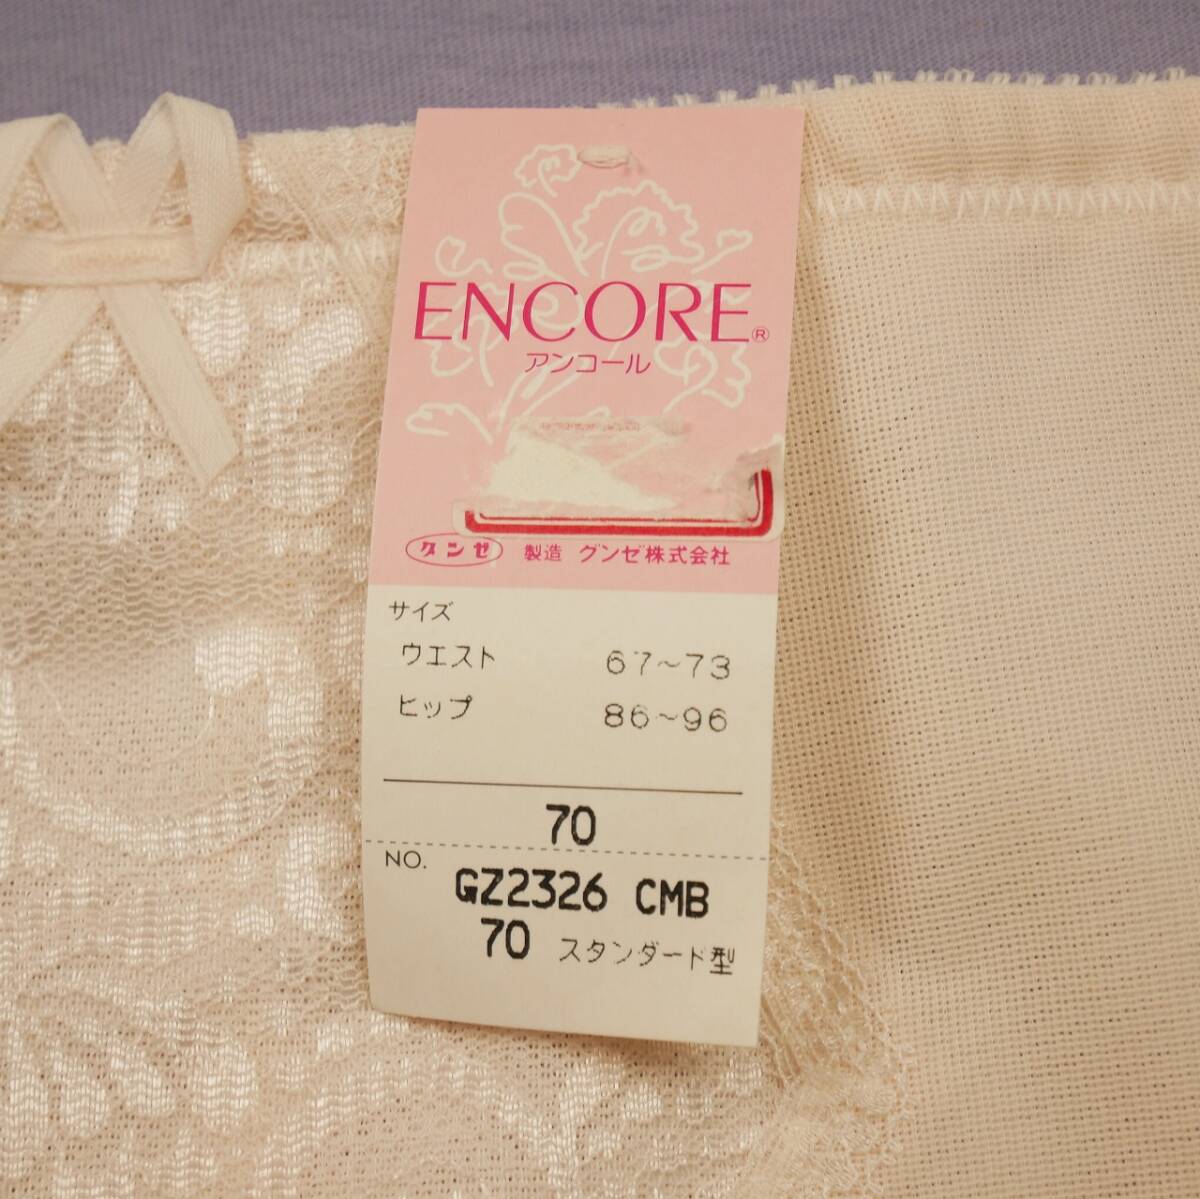 ENCORE®
アンコール
グンゼ 製造 グンゼ株式会社
サイズ
ウエスト 67~73
ヒップ 86~96
70
NO.
GZ2326 CMB
70 スタンダード型